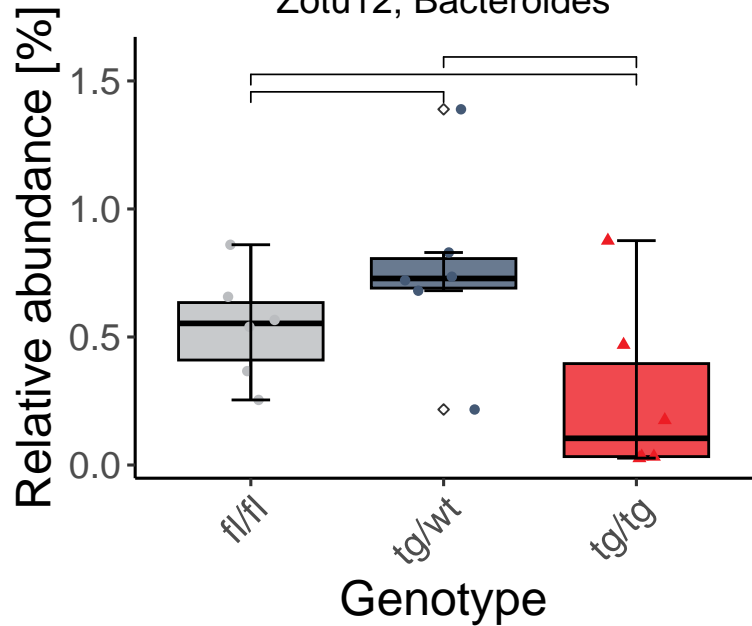 Zotu12, Bacteroides
Relative abundance [%]
1.5
1.0
0.5
0.0
fl/fl
tg/wt
tg/tg
Genotype